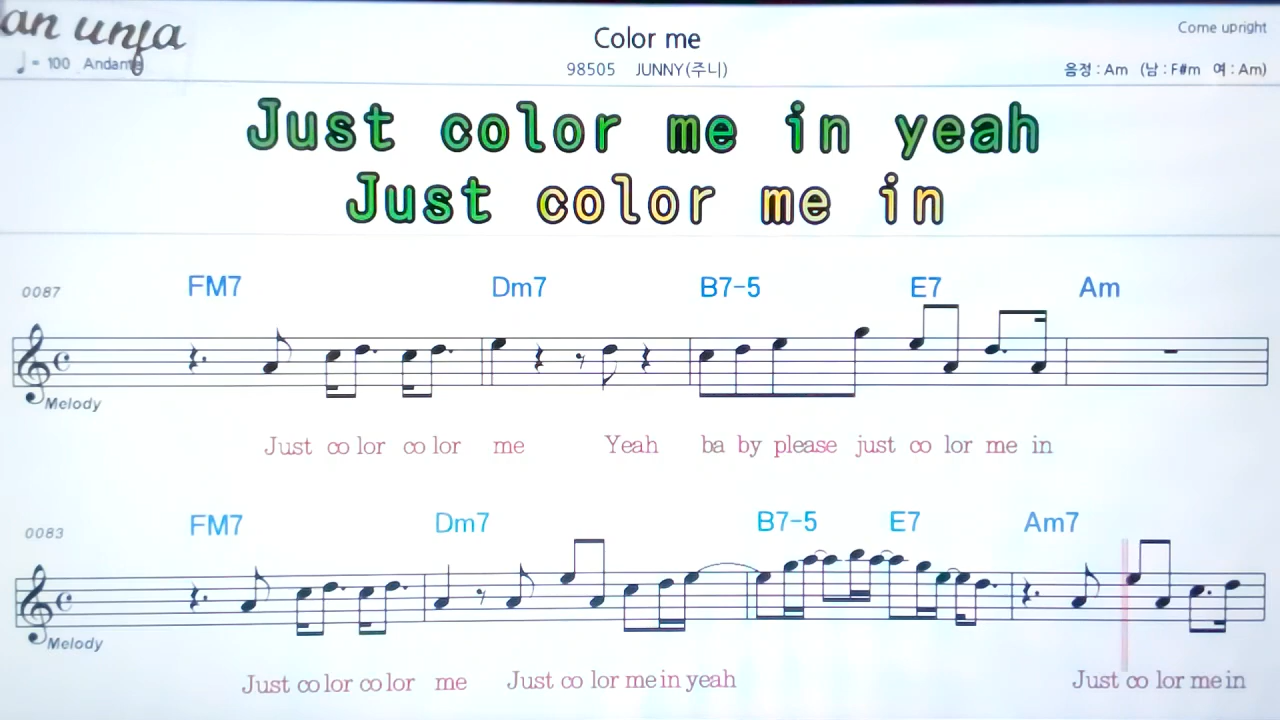 Color me
Come upright
♩ = 100 Andante
98505 JUNNY(주니)
음정 : Am (남 : F#m 여 : Am)
Just color me in yeah
Just color me in
0087 FM7 Dm7 B7-5 E7 Am
Melody
Just co lor co lor me Yeah ba by please just co lor me in
0083 FM7 Dm7 B7-5 E7 Am7
Melody
Just co lor co lor me Just co lor me in yeah Just co lor me in